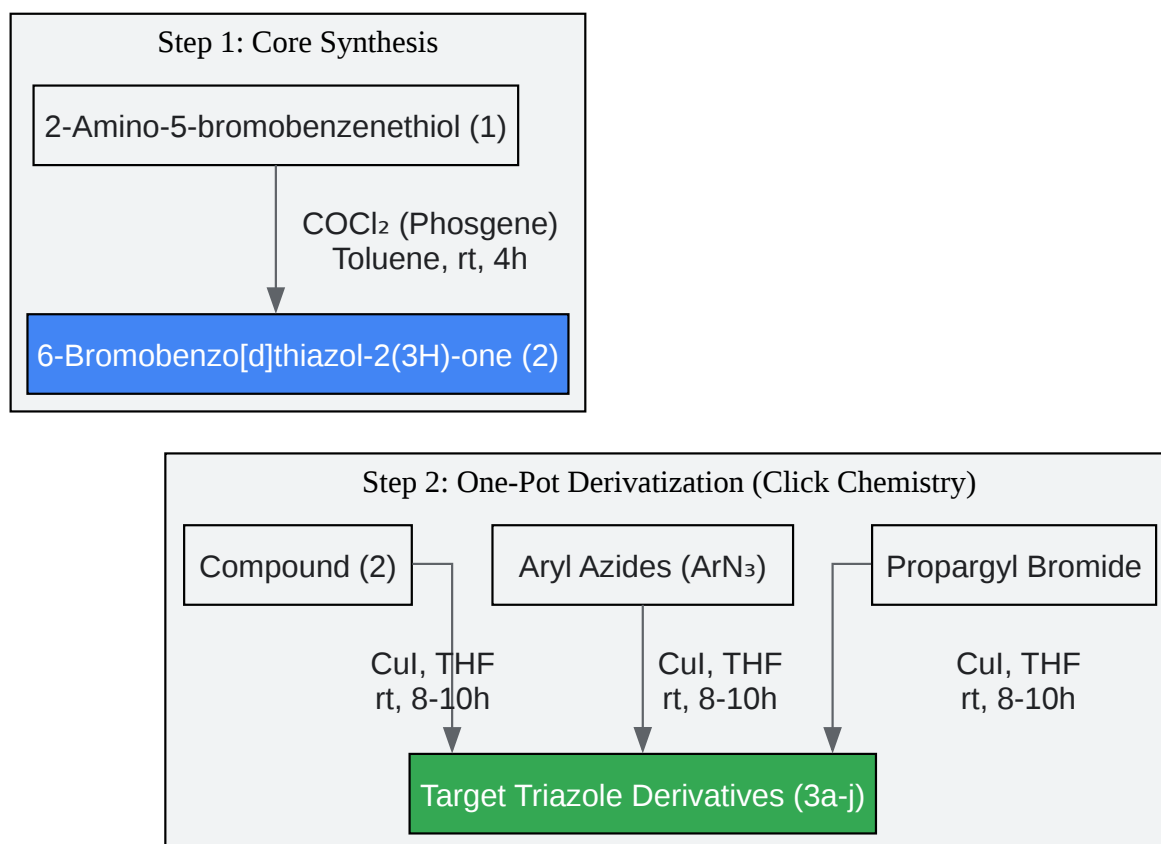 Step 1: Core Synthesis
2-Amino-5-bromobenzenethiol (1)
COCl₂ (Phosgene)
Toluene, rt, 4h
6-Bromobenzo[d]thiazol-2(3H)-one (2)
Step 2: One-Pot Derivatization (Click Chemistry)
Compound (2)
Aryl Azides (ArN₃)
Propargyl Bromide
CuI, THF
rt, 8-10h
CuI, THF
rt, 8-10h
CuI, THF
rt, 8-10h
Target Triazole Derivatives (3a-j)